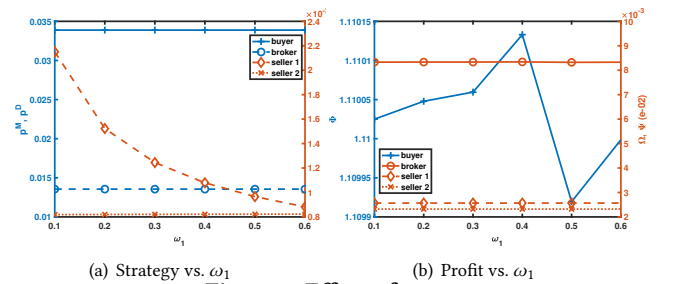 ×10⁻³
0.035
0.03
0.025
0.02
0.015
0.01
p^M, p^D
2.4
2.2
2
1.8
1.6
1.4
1.2
1
0.8
buyer
broker
seller 1
seller 2
0.1 0.2 0.3 0.4 0.5 0.6
ω₁
(a) Strategy vs. ω₁
1.11015
1.1101
1.11005
1.11
1.10995
1.1099
Φ
10
9
8
7
6
5
4
3
2
Ω, Ψ (e-02)
buyer
broker
seller 1
seller 2
0.1 0.2 0.3 0.4 0.5 0.6
ω₁
(b) Profit vs. ω₁